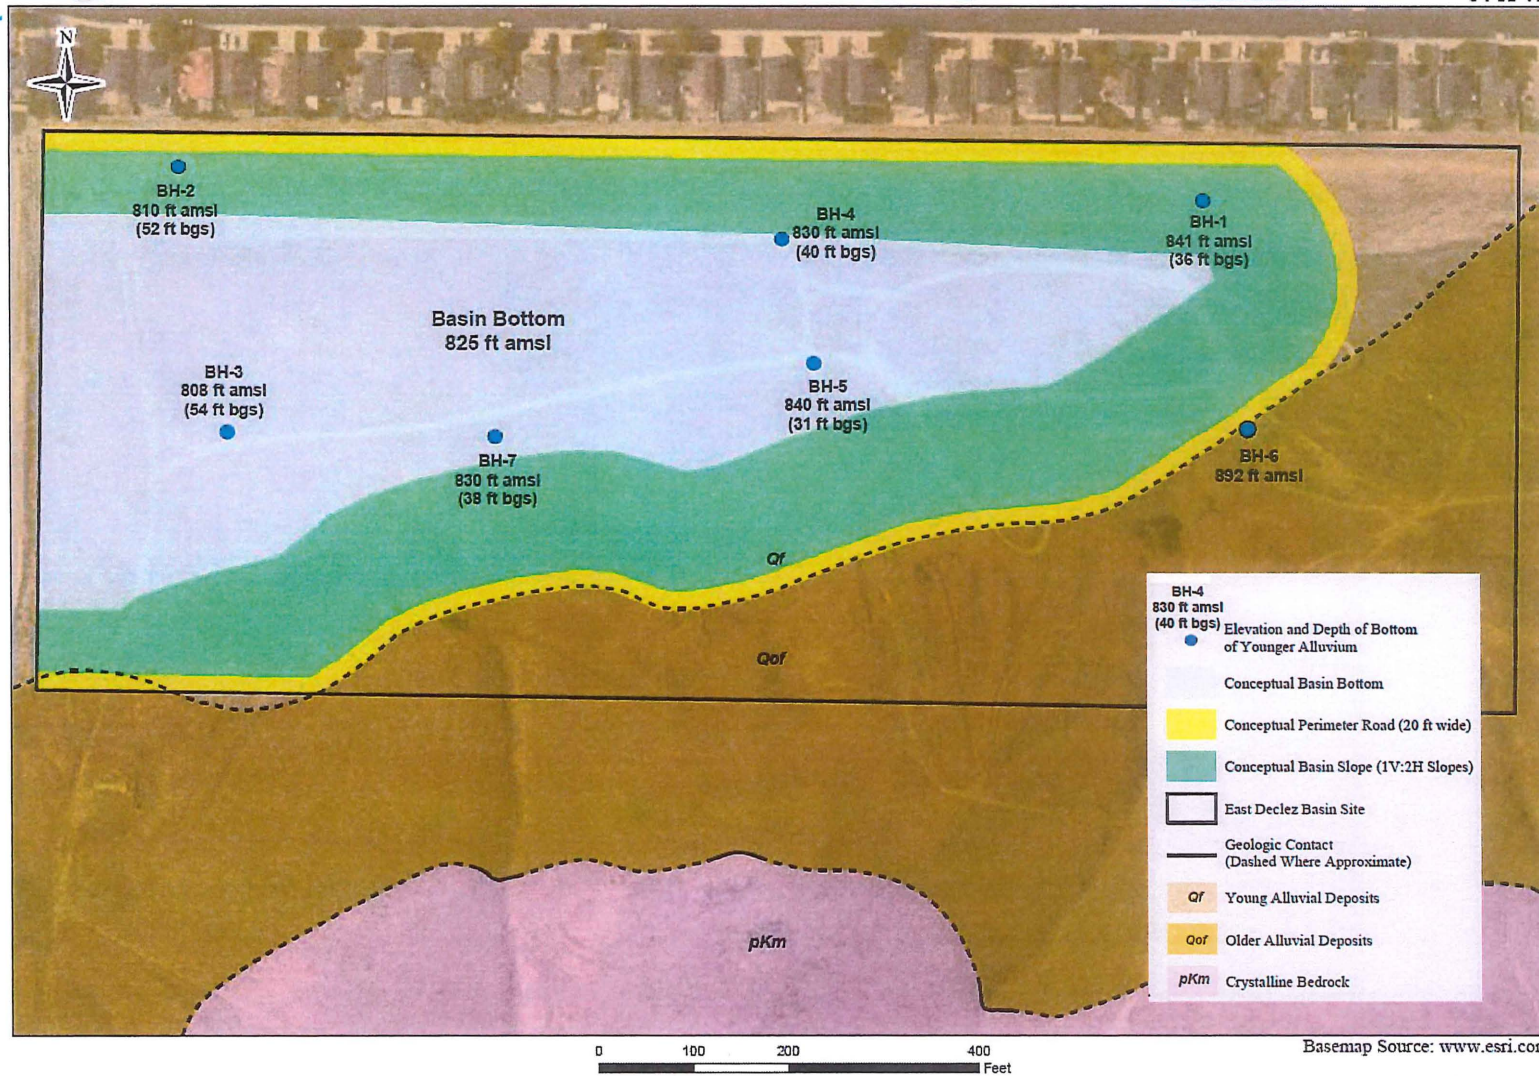 N
BH-2
810 ft amsl
(52 ft bgs)
BH-4
830 ft amsl
(40 ft bgs)
BH-1
841 ft amsl
(36 ft bgs)
Basin Bottom
825 ft amsl
BH-3
808 ft amsl
(54 ft bgs)
BH-5
840 ft amsl
(31 ft bgs)
BH-7
830 ft amsl
(38 ft bgs)
BH-6
892 ft amsl
Qf
Qof
pKm
BH-4
830 ft amsl
(40 ft bgs)
Elevation and Depth of Bottom
of Younger Alluvium
Conceptual Basin Bottom
Conceptual Perimeter Road (20 ft wide)
Conceptual Basin Slope (1V:2H Slopes)
East Declez Basin Site
Geologic Contact
(Dashed Where Approximate)
Qf Young Alluvial Deposits
Qof Older Alluvial Deposits
pKm Crystalline Bedrock
0 100 200 400
Feet
Basemap Source: www.esri.co